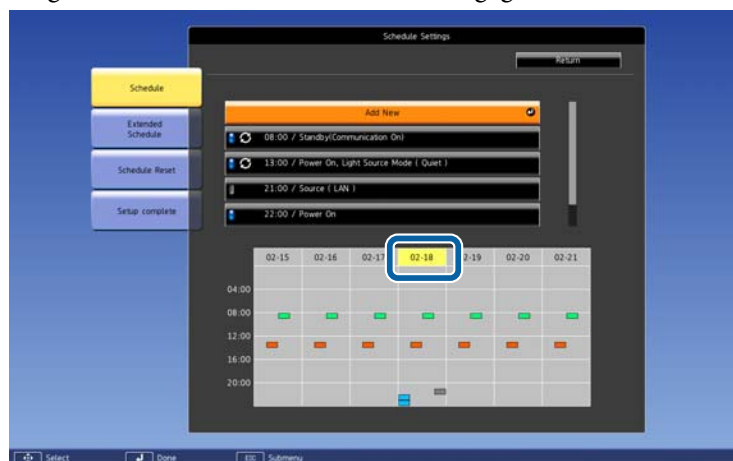 Schedule Settings
Return
Schedule
Extended
Schedule
Schedule Reset
Setup complete
Add New
08:00 / Standby(Communication On)
13:00 / Power On, Light Source Mode ( Quiet )
21:00 / Source ( LAN )
22:00 / Power On
02-15 02-16 02-17 02-18 02-19 02-20 02-21
04:00
08:00
12:00
16:00
20:00
Select Done ESC Submenu